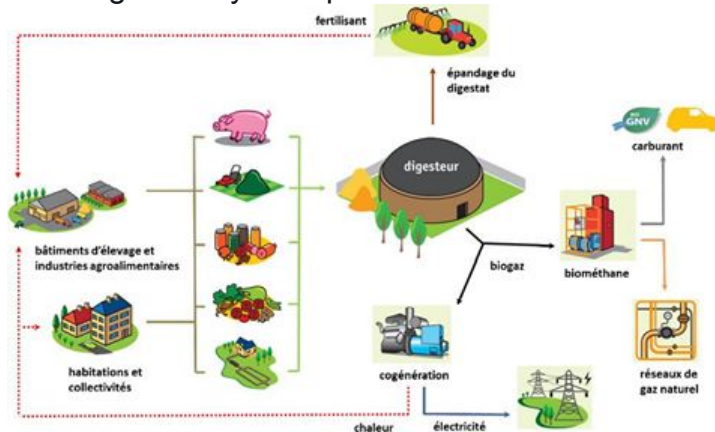 fertilisant
épandage du
digestat
digesteur
GNV
carburant
bâtiments d'élevage et
industries agroalimentaires
biogaz
biométhane
habitations et
collectivités
cogénération
réseaux de
gaz naturel
chaleur
électricité